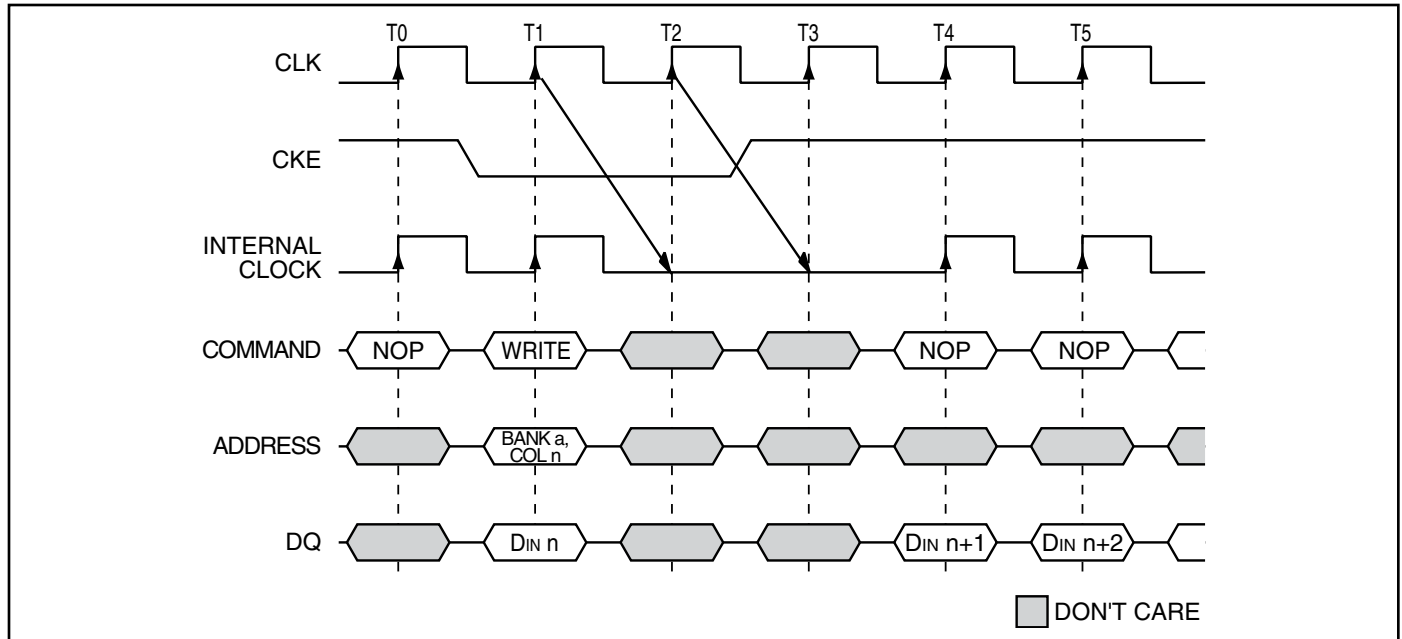 T0 T1 T2 T3 T4 T5
CLK
CKE
INTERNAL
CLOCK
COMMAND NOP WRITE NOP NOP
ADDRESS BANK a,
COL n
DQ DIN n DIN n+1 DIN n+2
DON'T CARE